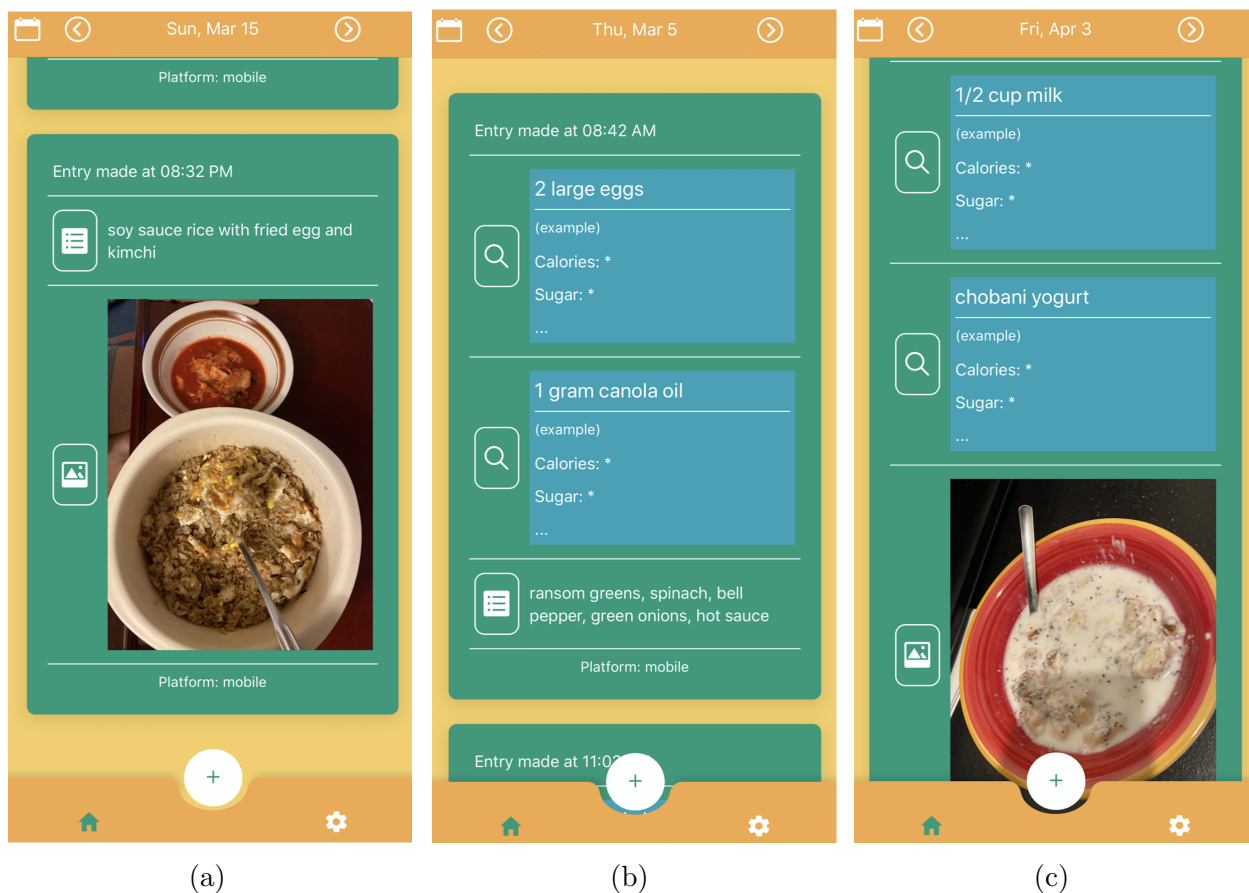 Sun, Mar 15
Platform: mobile
Entry made at 08:32 PM
soy sauce rice with fried egg and
kimchi
Platform: mobile
+
(a)
Thu, Mar 5
Entry made at 08:42 AM
2 large eggs
(example)
Calories: *
Sugar: *
...
1 gram canola oil
(example)
Calories: *
Sugar: *
...
ransom greens, spinach, bell
pepper, green onions, hot sauce
Platform: mobile
Entry made at 11:0
+
(b)
Fri, Apr 3
1/2 cup milk
(example)
Calories: *
Sugar: *
...
chobani yogurt
(example)
Calories: *
Sugar: *
...
+
(c)